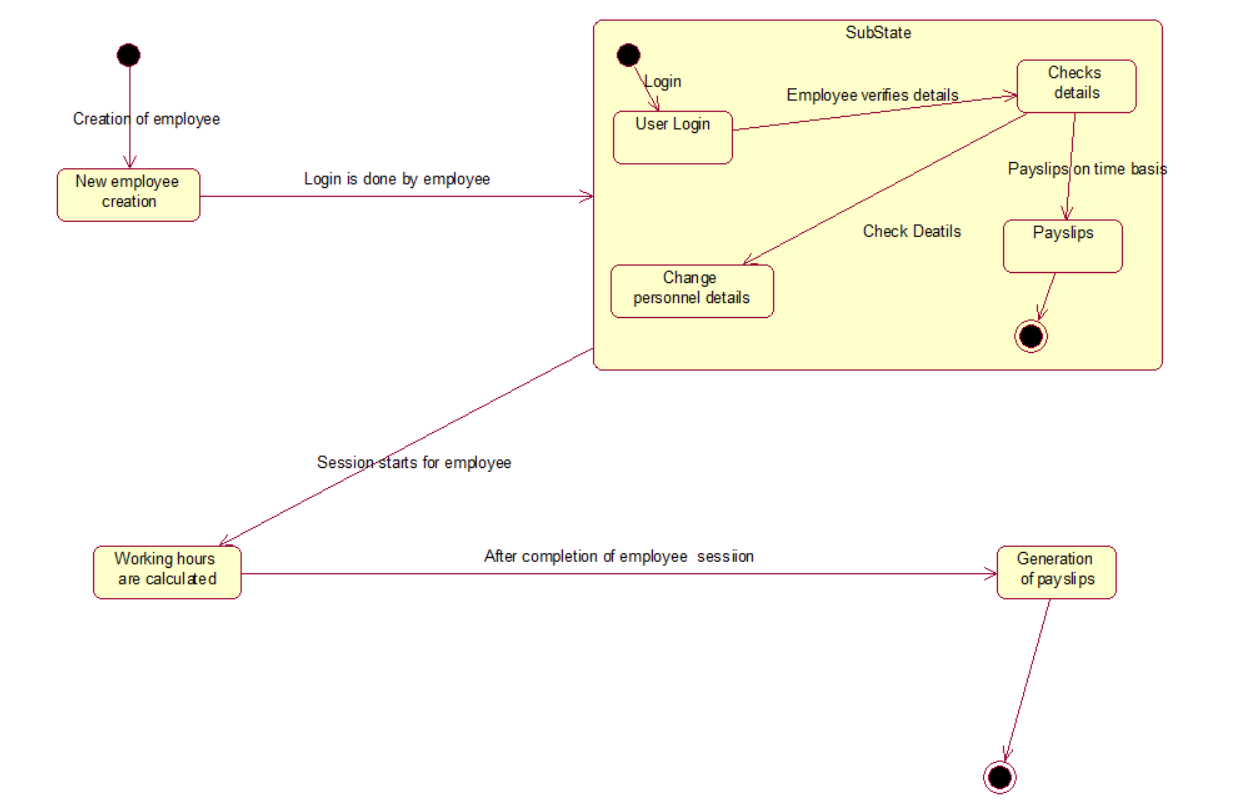 SubState
Login
Checks
details
Employee verifies details
Creation of employee
User Login
New employee
creation
Login is done by employee
Payslips on time basis
Check Deatils
Payslips
Change
personnel details
Session starts for employee
Working hours
are calculated
After completion of employee sessiion
Generation
of payslips